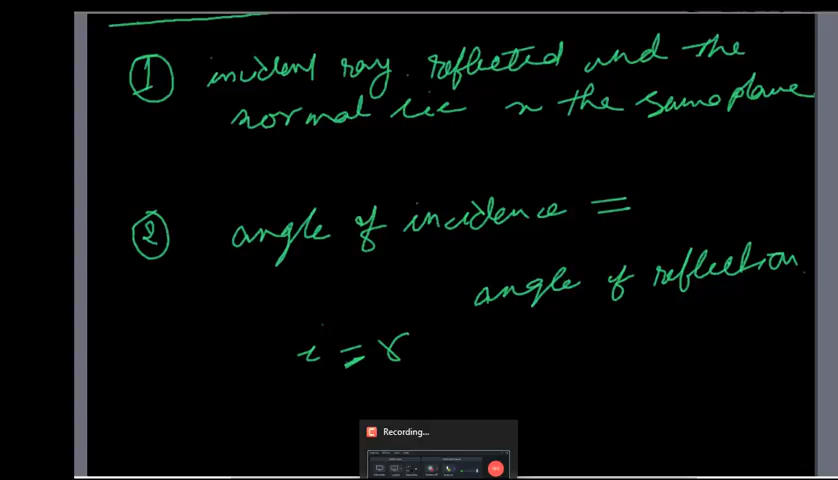 ① incident ray reflected and the
normal lie in the same plane
② angle of incidence =
angle of reflection
i = r
Recording...